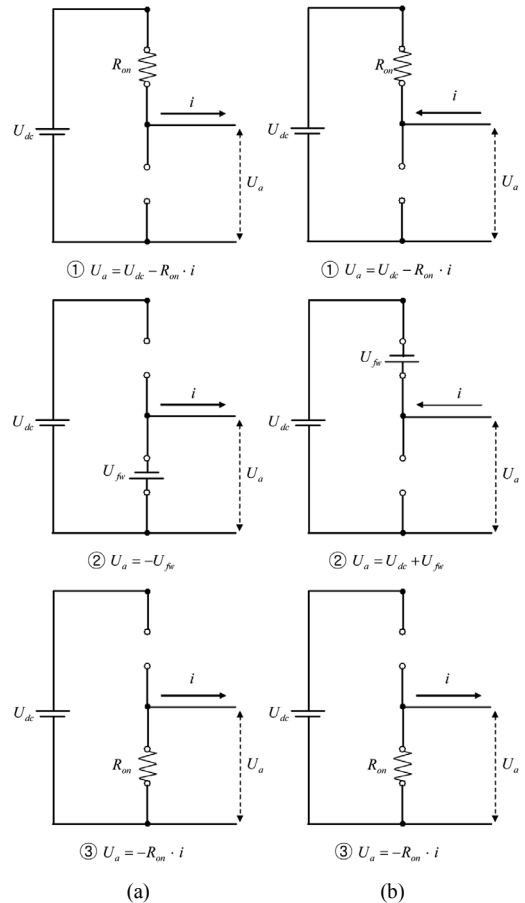 R_on
R_on
i
i
U_dc
U_dc
U_a
U_a
① U_a = U_dc − R_on · i
① U_a = U_dc − R_on · i
U_fw
i
i
U_dc
U_dc
U_fw
U_a
U_a
② U_a = −U_fw
② U_a = U_dc + U_fw
i
i
U_dc
U_dc
R_on
R_on
U_a
U_a
③ U_a = −R_on · i
③ U_a = −R_on · i
(a)
(b)